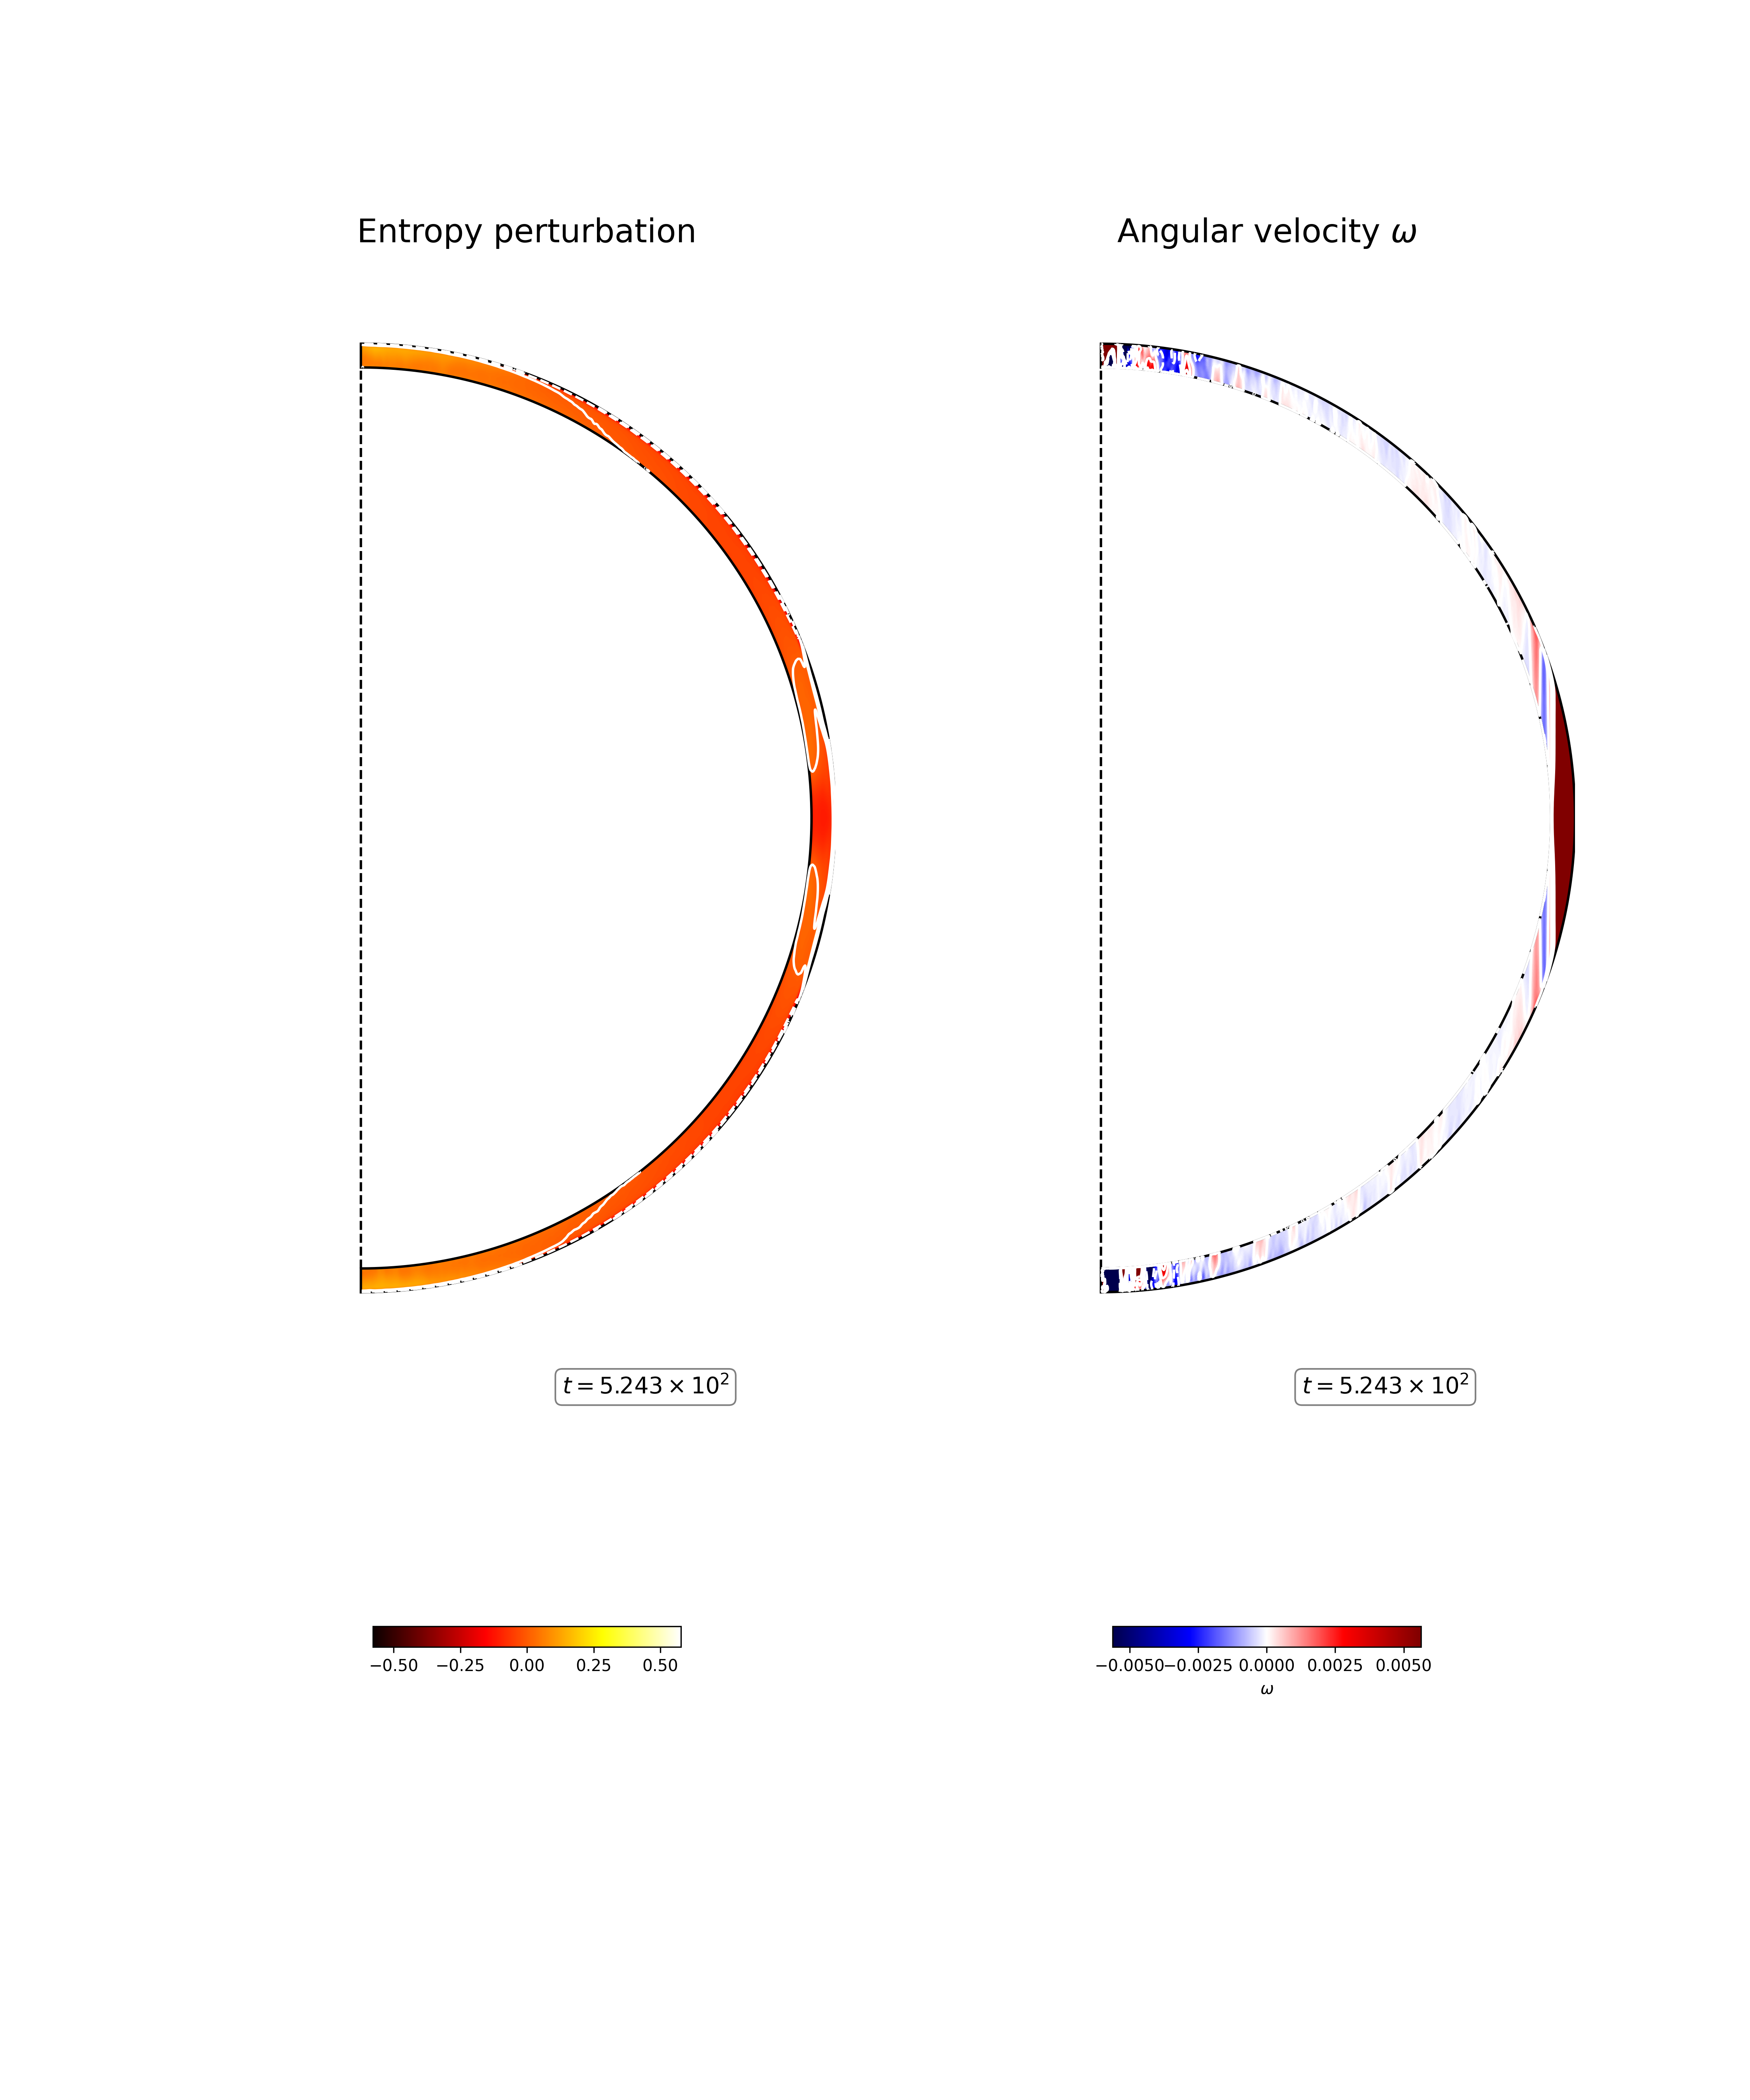 Entropy perturbation
Angular velocity ω
t = 5.243 × 10²
t = 5.243 × 10²
−0.50 −0.25 0.00 0.25 0.50
−0.0050 −0.0025 0.0000 0.0025 0.0050
ω